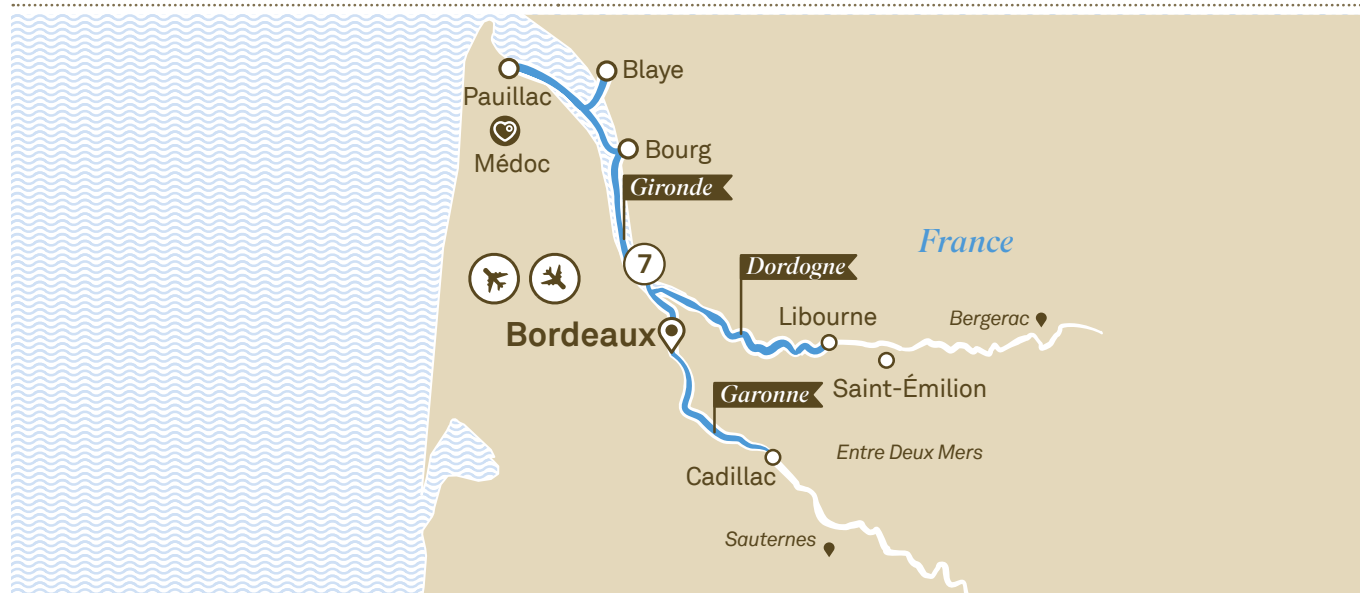 Blaye
Pauillac
Bourg
Médoc
Gironde
France
7
Dordogne
Libourne
Bergerac
Bordeaux
Saint-Émilion
Garonne
Entre Deux Mers
Cadillac
Sauternes